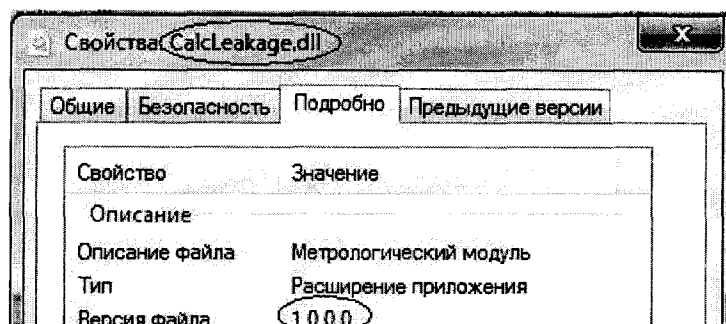 Свойства: CalcLeakage.dll
Общие Безопасность Подробно Предыдущие версии
Свойство Значение
Описание
Описание файла Метрологический модуль
Тип Расширение приложения
Версия файла 1.0.0.0